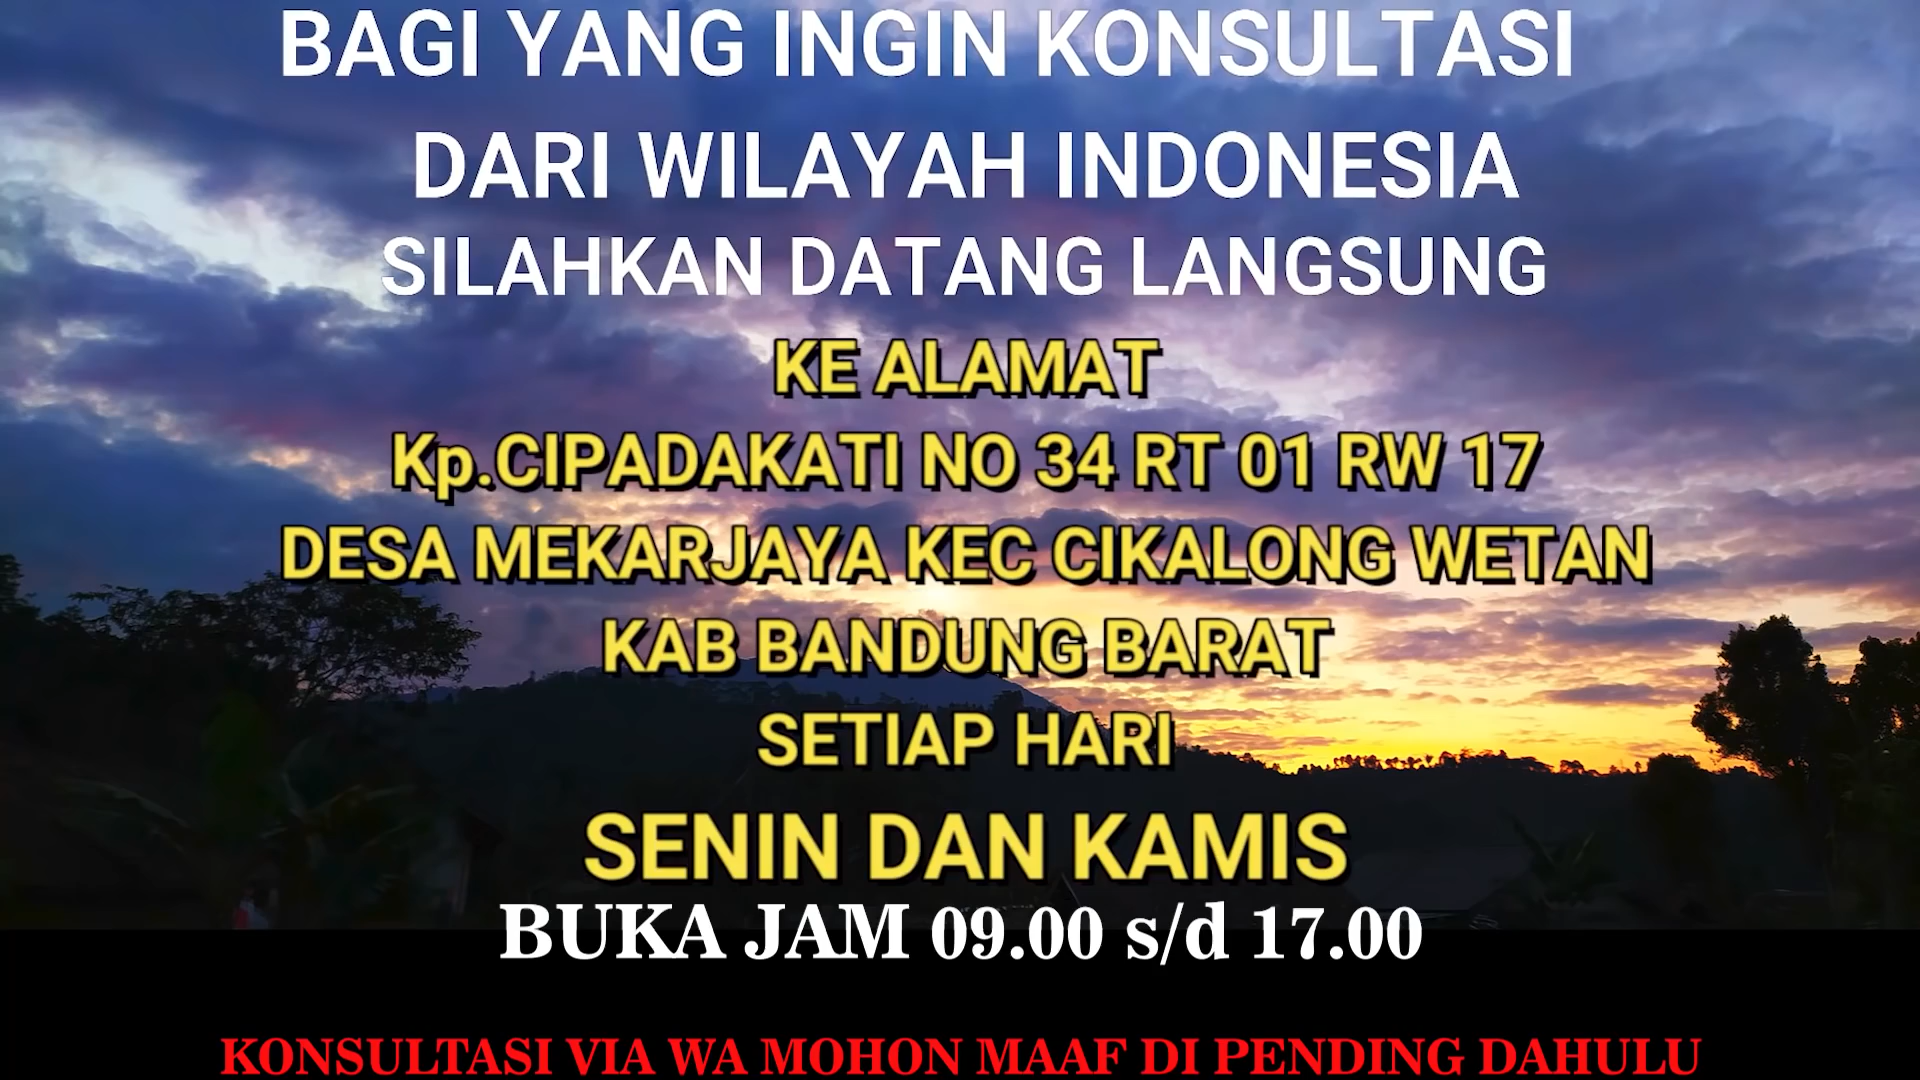 BAGI YANG INGIN KONSULTASI
DARI WILAYAH INDONESIA
SILAHKAN DATANG LANGSUNG
KE ALAMAT
Kp.CIPADAKATI NO 34 RT 01 RW 17
DESA MEKARJAYA KEC CIKALONG WETAN
KAB BANDUNG BARAT
SETIAP HARI
SENIN DAN KAMIS
BUKA JAM 09.00 s/d 17.00
KONSULTASI VIA WA MOHON MAAF DI PENDING DAHULU